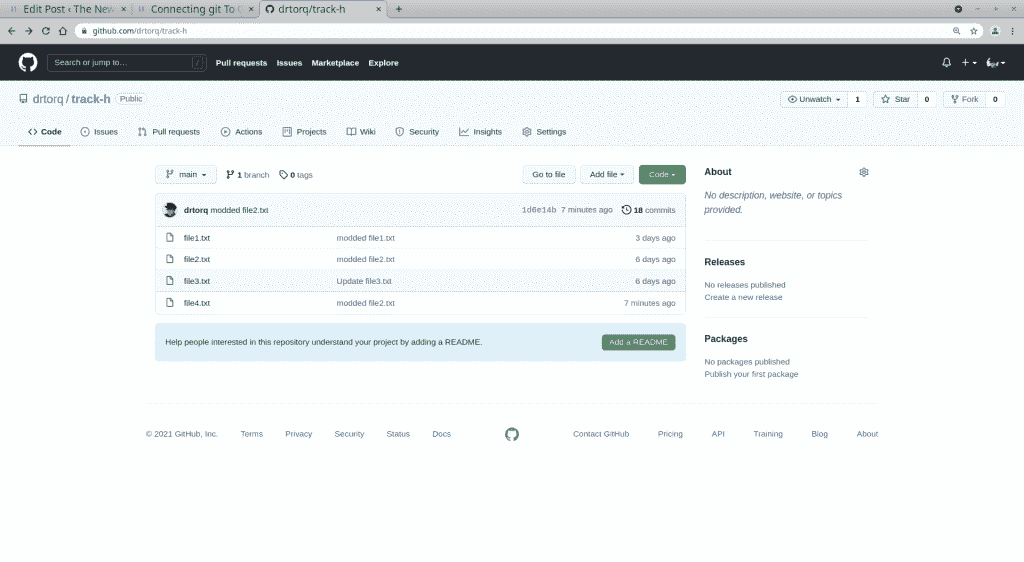 Edit Post ‹ The New
Connecting git To
drtorq/track-h
github.com/drtorq/track-h
Search or jump to… /
Pull requests Issues Marketplace Explore
drtorq / track-h Public
Unwatch 1 Star 0 Fork 0
Code Issues Pull requests Actions Projects Wiki Security Insights Settings
main 1 branch 0 tags Go to file Add file Code
drtorq modded file2.txt 1d6e14b 7 minutes ago 18 commits
file1.txt modded file1.txt 3 days ago
file2.txt modded file2.txt 6 days ago
file3.txt Update file3.txt 6 days ago
file4.txt modded file2.txt 7 minutes ago
Help people interested in this repository understand your project by adding a README. Add a README
About
No description, website, or topics
provided.
Releases
No releases published
Create a new release
Packages
No packages published
Publish your first package
© 2021 GitHub, Inc. Terms Privacy Security Status Docs Contact GitHub Pricing API Training Blog About